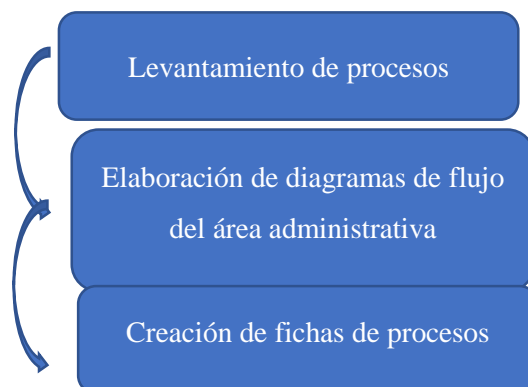 Levantamiento de procesos
Elaboración de diagramas de flujo
del área administrativa
Creación de fichas de procesos